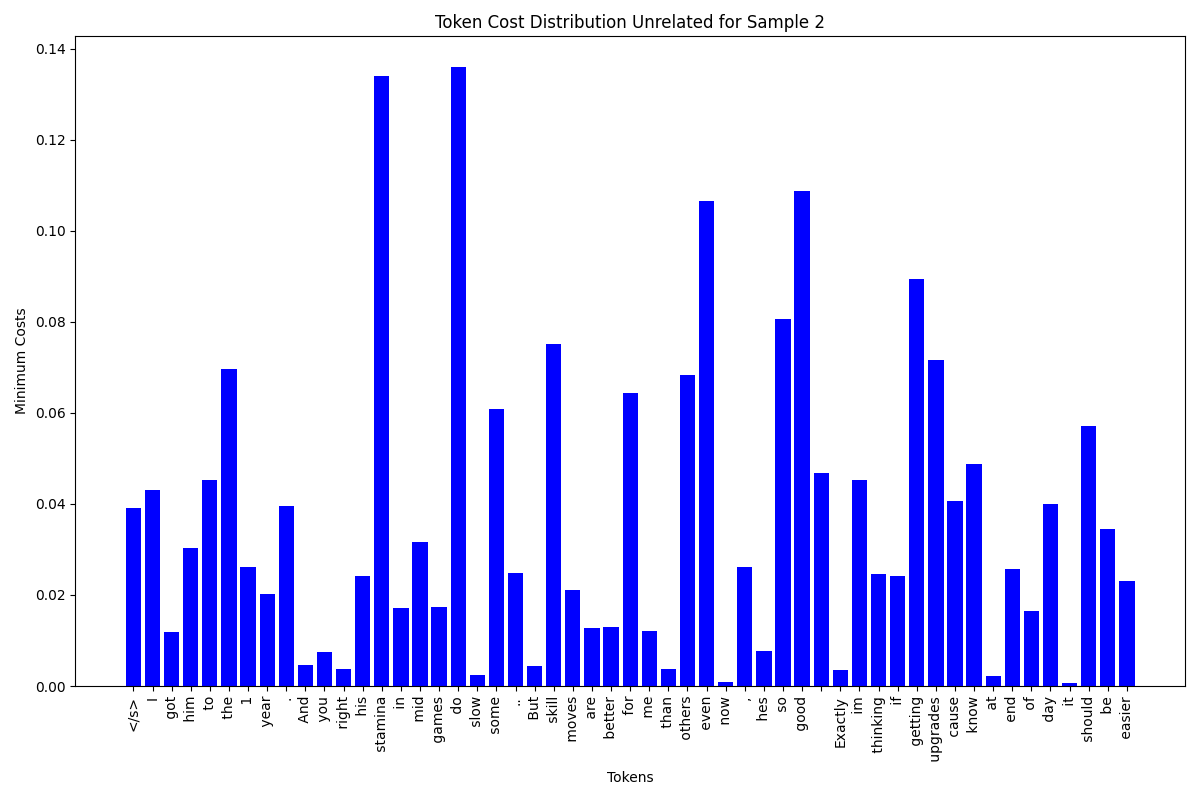 Token Cost Distribution Unrelated for Sample 2
Minimum Costs
0.14
0.12
0.10
0.08
0.06
0.04
0.02
0.00
</s>
I
got
him
to
the
1
year
.
And
you
right
his
stamina
in
mid
games
do
slow
some
..
But
skill
moves
are
better
for
me
than
others
even
now
,
hes
so
good
Exactly
im
thinking
if
getting
upgrades
cause
know
at
end
of
day
it
should
be
easier
Tokens